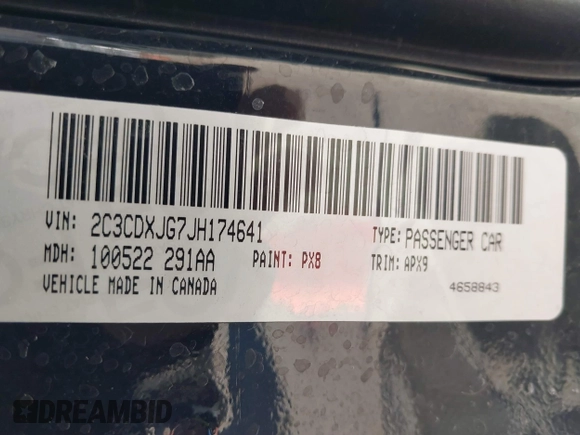 VIN: 2C3CDXJG7JH174641 TYPE: PASSENGER CAR
MDH: 100522 291AA PAINT: PX8 TRIM: APX9
VEHICLE MADE IN CANADA 4658843
DREAMBID